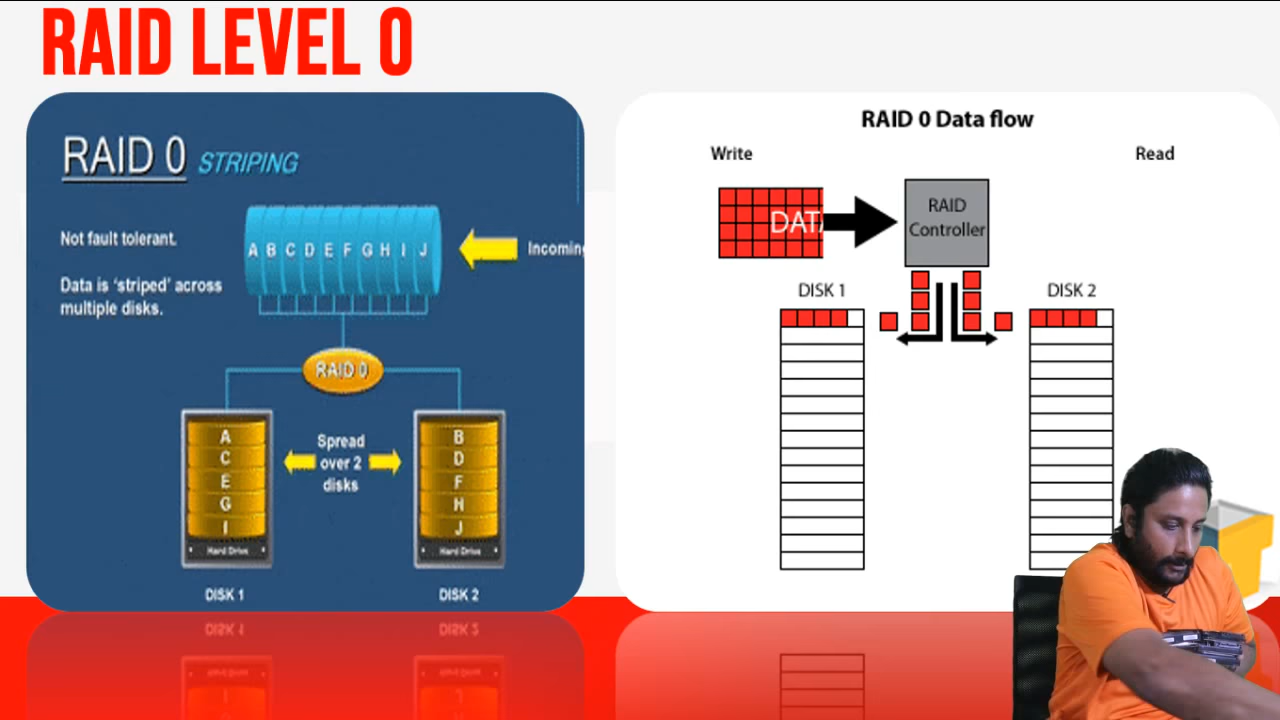 RAID LEVEL 0
RAID 0 STRIPING
Not fault tolerant.
Data is ‘striped’ across
multiple disks.
A B C D E F G H I J
Incoming
RAID 0
A
C
E
G
I
Hard Drive
DISK 1
Spread
over 2
disks
B
D
F
H
J
Hard Drive
DISK 2
RAID 0 Data flow
Write
Read
DATA
RAID
Controller
DISK 1
DISK 2